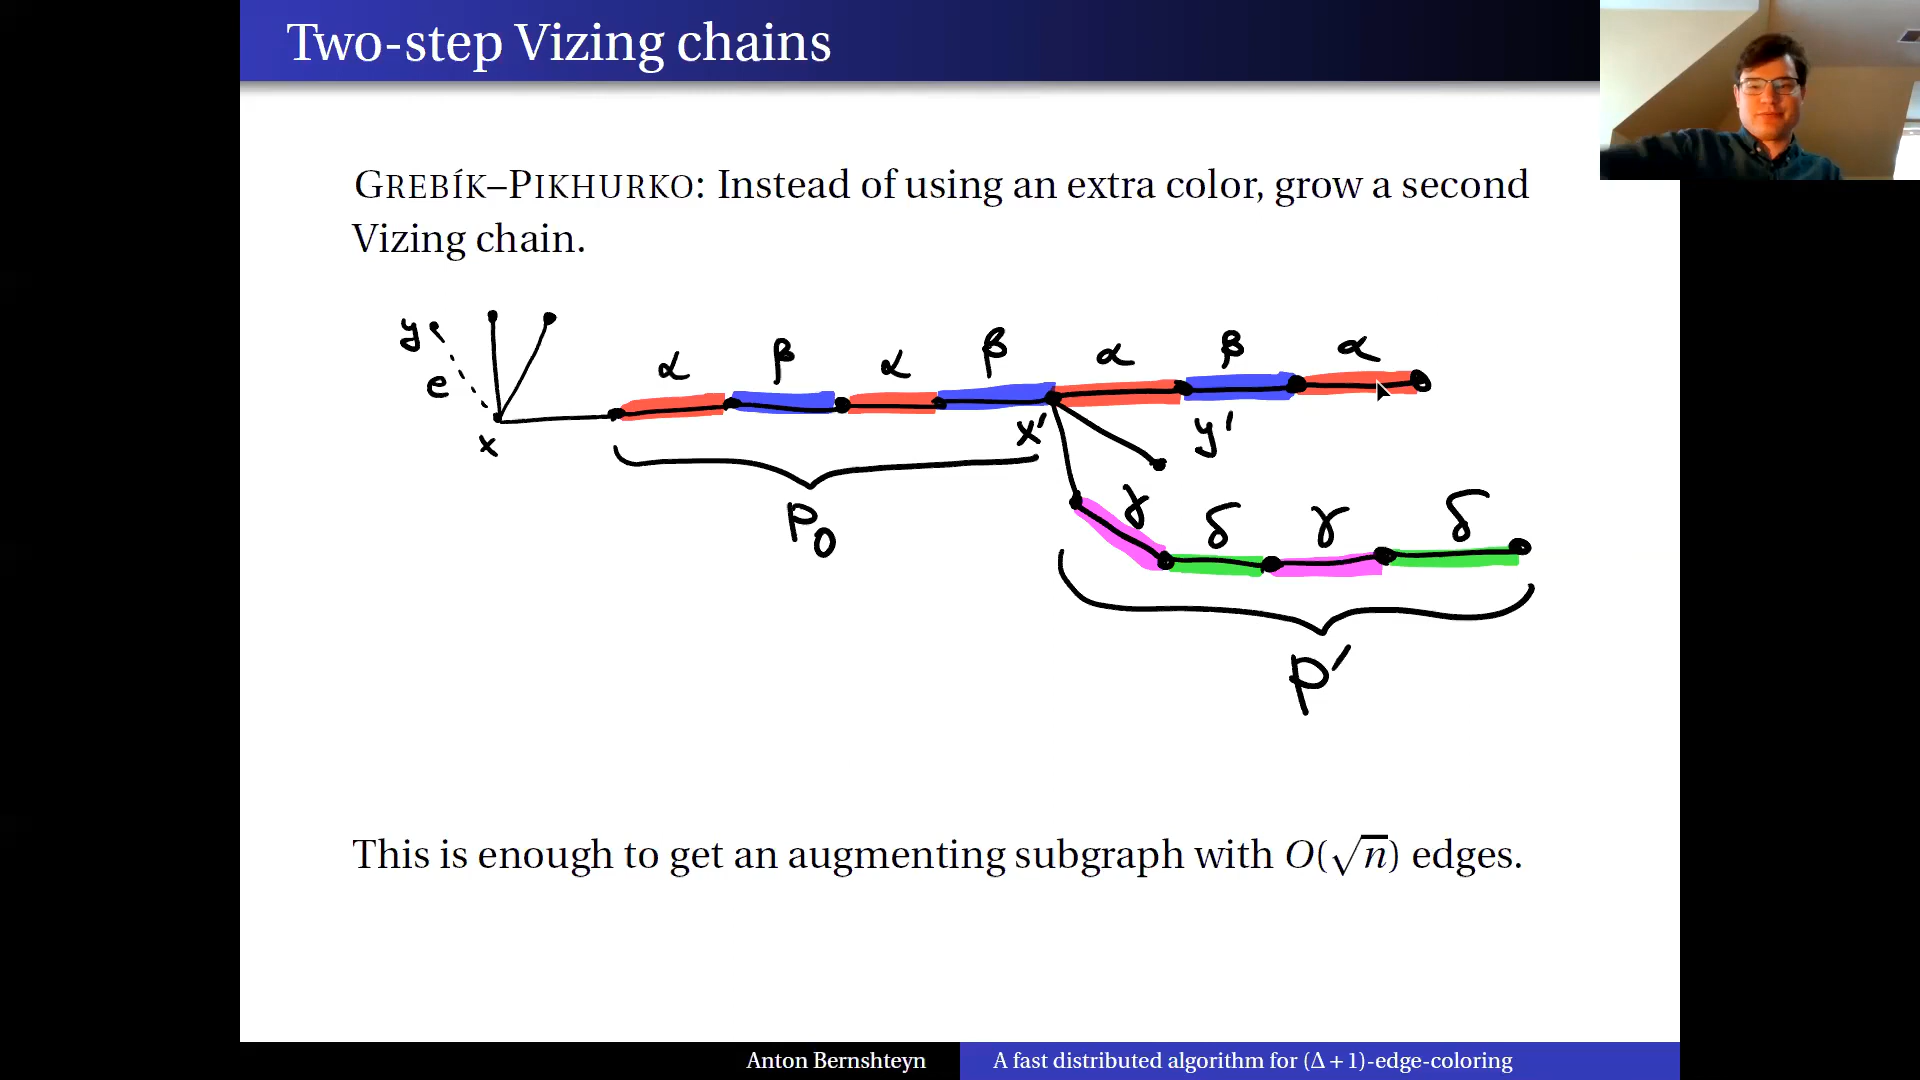 Two-step Vizing chains
GREBÍK–PIKHURKO: Instead of using an extra color, grow a second
Vizing chain.
α β α β α β α
y
e
x
x' y'
P₀
γ δ γ δ
P'
This is enough to get an augmenting subgraph with O(√n) edges.
Anton Bernshteyn
A fast distributed algorithm for (Δ + 1)-edge-coloring